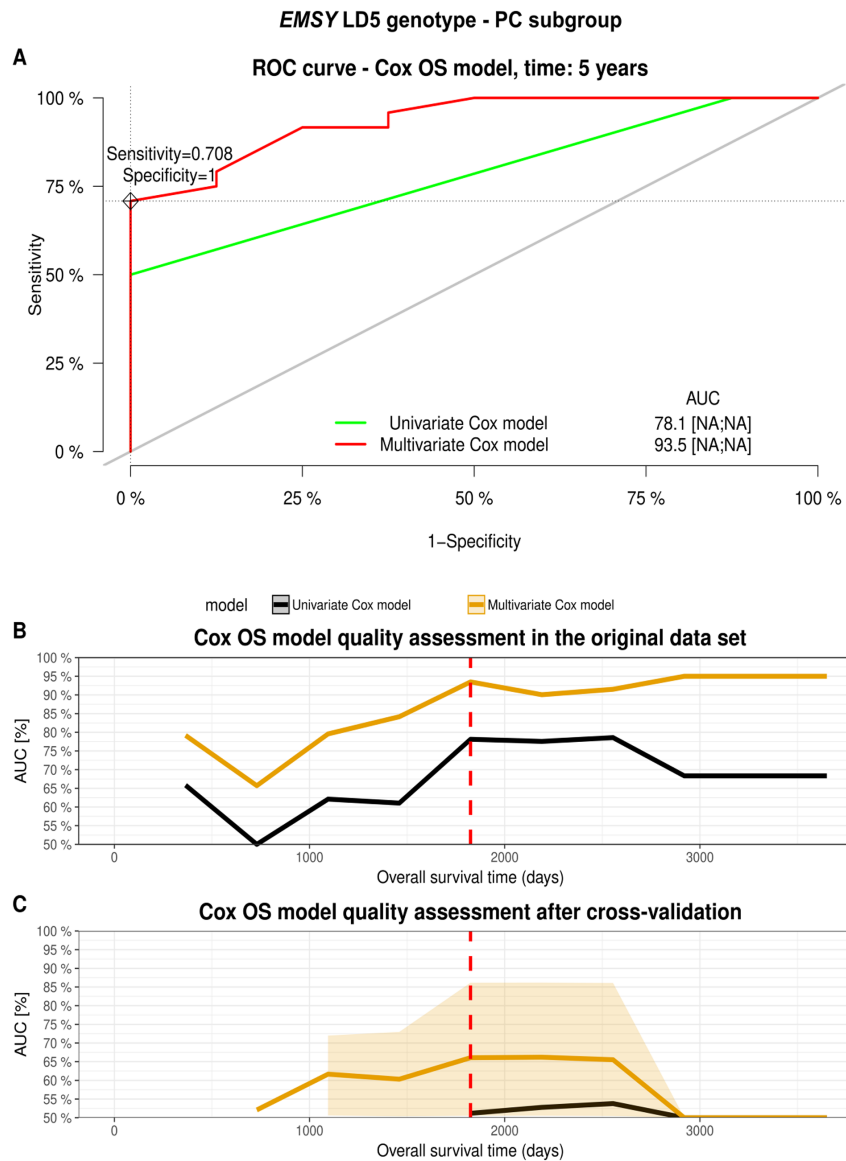 EMSY LD5 genotype - PC subgroup
A
ROC curve - Cox OS model, time: 5 years
100 %
Sensitivity=0.708
Specificity=1
75 %
50 %
25 %
0 %
Sensitivity
AUC
Univariate Cox model 78.1 [NA;NA]
Multivariate Cox model 93.5 [NA;NA]
0 % 25 % 50 % 75 % 100 %
1−Specificity
model Univariate Cox model Multivariate Cox model
B
Cox OS model quality assessment in the original data set
100 %
95 %
90 %
85 %
80 %
75 %
70 %
65 %
60 %
55 %
50 %
AUC [%]
0 1000 2000 3000
Overall survival time (days)
C
Cox OS model quality assessment after cross-validation
100 %
95 %
90 %
85 %
80 %
75 %
70 %
65 %
60 %
55 %
50 %
AUC [%]
0 1000 2000 3000
Overall survival time (days)